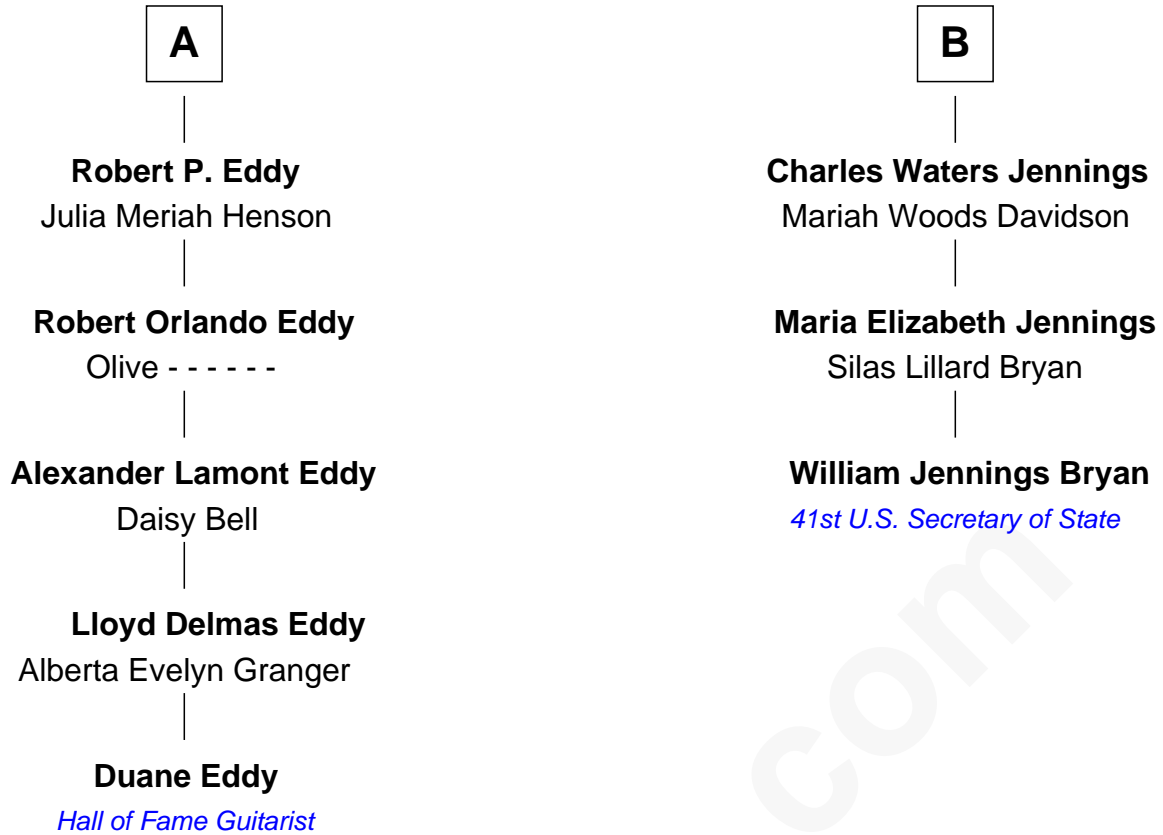 A
Robert P. Eddy
Julia Meriah Henson
Robert Orlando Eddy
Olive - - - - - -
Alexander Lamont Eddy
Daisy Bell
Lloyd Delmas Eddy
Alberta Evelyn Granger
Duane Eddy
Hall of Fame Guitarist
B
Charles Waters Jennings
Mariah Woods Davidson
Maria Elizabeth Jennings
Silas Lillard Bryan
William Jennings Bryan
41st U.S. Secretary of State
com